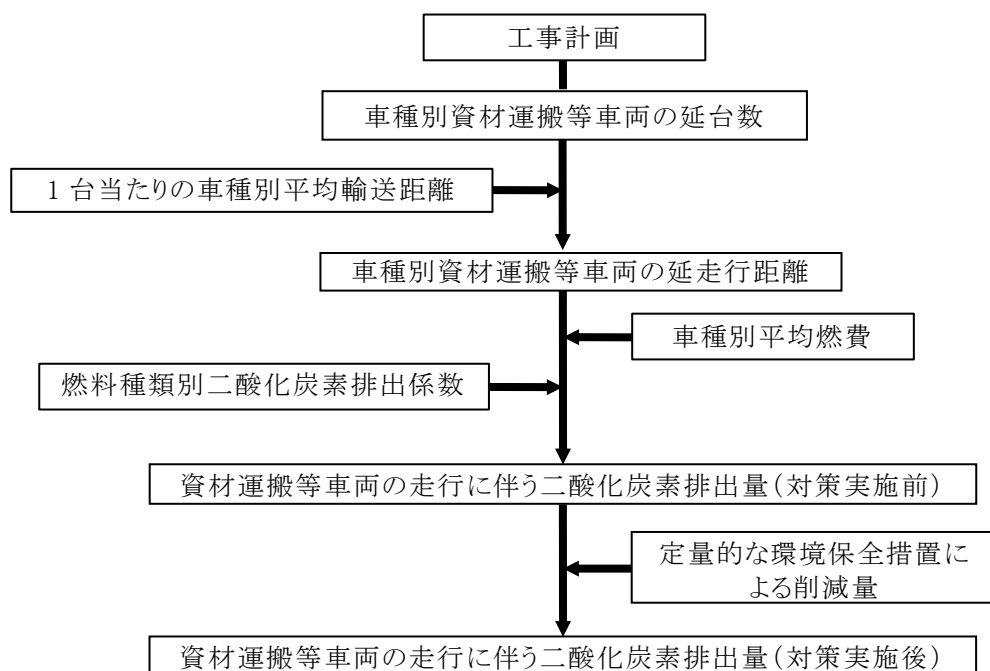 工事計画
車種別資材運搬等車両の延台数
1台当たりの車種別平均輸送距離
車種別資材運搬等車両の延走行距離
車種別平均燃費
燃料種類別二酸化炭素排出係数
資材運搬等車両の走行に伴う二酸化炭素排出量(対策実施前)
定量的な環境保全措置に
よる削減量
資材運搬等車両の走行に伴う二酸化炭素排出量(対策実施後)